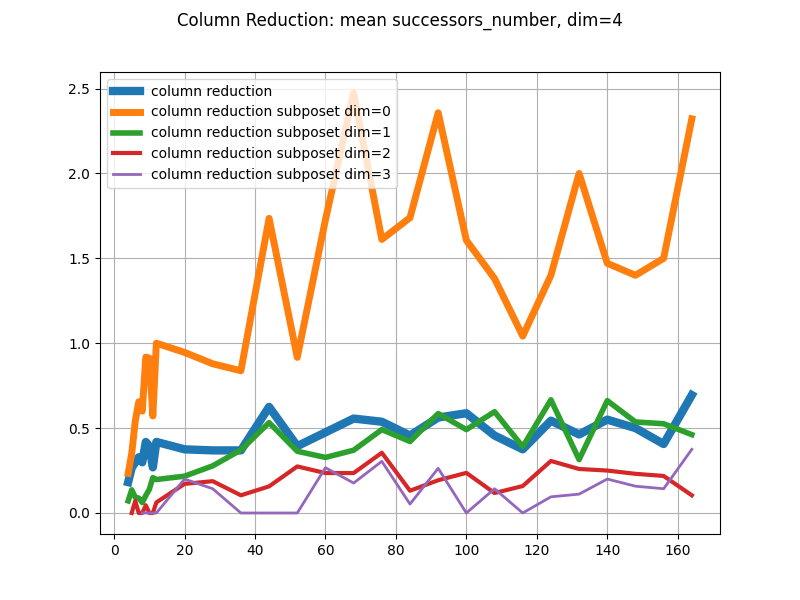 Column Reduction: mean successors_number, dim=4
column reduction
column reduction subposet dim=0
column reduction subposet dim=1
column reduction subposet dim=2
column reduction subposet dim=3
2.5
2.0
1.5
1.0
0.5
0.0
0 20 40 60 80 100 120 140 160